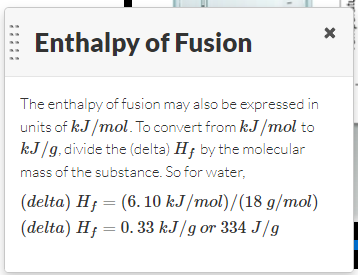 Enthalpy of Fusion
×
The enthalpy of fusion may also be expressed in
units of kJ/mol. To convert from kJ/mol to
kJ/g, divide the (delta) H_f by the molecular
mass of the substance. So for water,
(delta) H_f = (6. 10 kJ/mol)/(18 g/mol)
(delta) H_f = 0. 33 kJ/g or 334 J/g